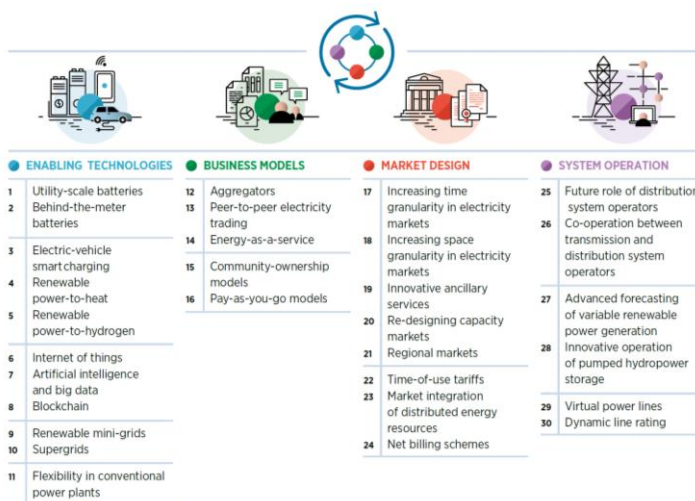 ENABLING TECHNOLOGIES
1 Utility-scale batteries
2 Behind-the-meter
batteries
3 Electric-vehicle
smart charging
4 Renewable
power-to-heat
5 Renewable
power-to-hydrogen
6 Internet of things
7 Artificial intelligence
and big data
8 Blockchain
9 Renewable mini-grids
10 Supergrids
11 Flexibility in conventional
power plants
BUSINESS MODELS
12 Aggregators
13 Peer-to-peer electricity
trading
14 Energy-as-a-service
15 Community-ownership
models
16 Pay-as-you-go models
MARKET DESIGN
17 Increasing time
granularity in electricity
markets
18 Increasing space
granularity in electricity
markets
19 Innovative ancillary
services
20 Re-designing capacity
markets
21 Regional markets
22 Time-of-use tariffs
23 Market integration
of distributed energy
resources
24 Net billing schemes
SYSTEM OPERATION
25 Future role of distribution
system operators
26 Co-operation between
transmission and
distribution system
operators
27 Advanced forecasting
of variable renewable
power generation
28 Innovative operation
of pumped hydropower
storage
29 Virtual power lines
30 Dynamic line rating